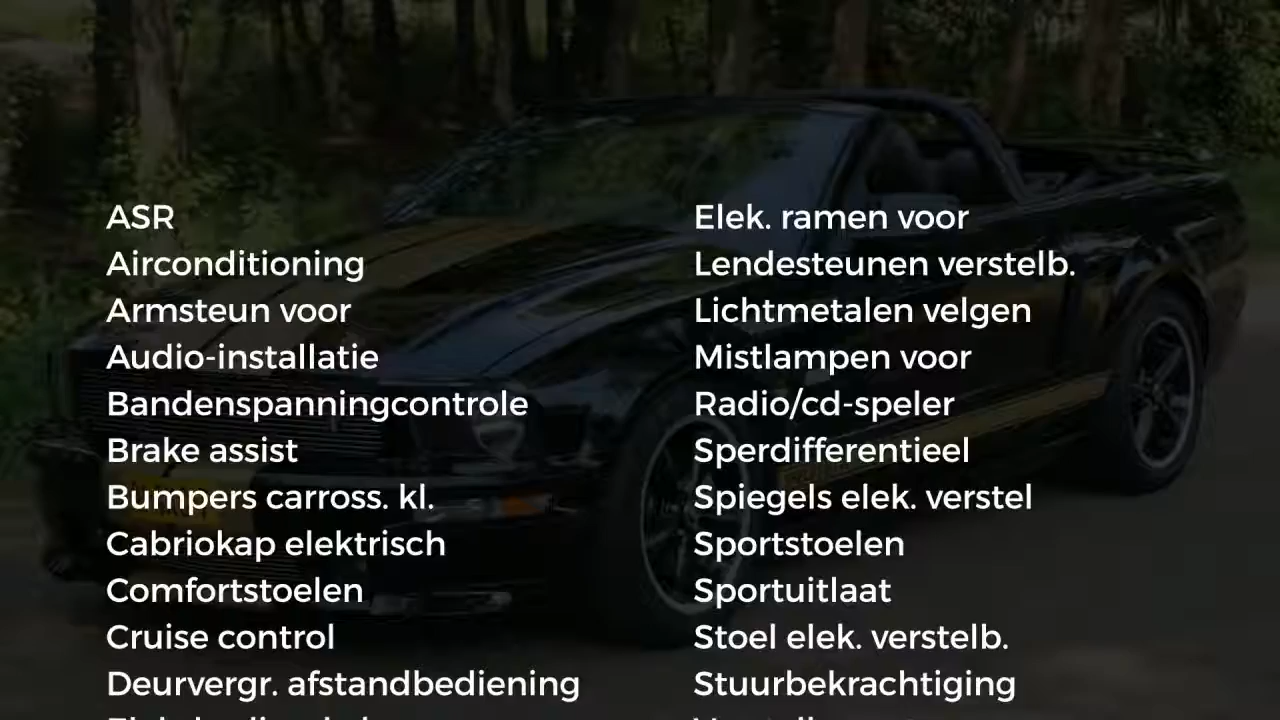 ASR
Airconditioning
Armsteun voor
Audio-installatie
Bandenspanningcontrole
Brake assist
Bumpers carross. kl.
Cabriokap elektrisch
Comfortstoelen
Cruise control
Deurvergr. afstandbediening
Elek. ramen voor
Lendesteunen verstelb.
Lichtmetalen velgen
Mistlampen voor
Radio/cd-speler
Sperdifferentieel
Spiegels elek. verstel
Sportstoelen
Sportuitlaat
Stoel elek. verstelb.
Stuurbekrachtiging